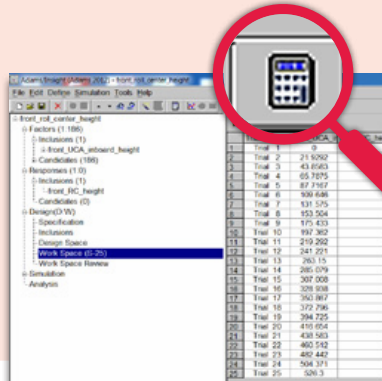 Adams/Insight (Adams 2012) - front_roll_center_height
File Edit Define Simulation Tools Help
front_roll_center_height
Factors (1:186)
Inclusions (1)
front_UCA_inboard_height
Candidates (186)
Responses (1:0)
Inclusions (1)
front_RC_height
Candidates (0)
Design(D:W)
Specification
Inclusions
Design Space
Work Space (S-25)
Work Space Review
Simulation
Analysis
1 Trial 1 0
2 Trial 2 21.9292
3 Trial 3 43.8583
4 Trial 4 65.7875
5 Trial 5 87.7167
6 Trial 6 109.646
7 Trial 7 131.575
8 Trial 8 153.504
9 Trial 9 175.433
10 Trial 10 197.362
11 Trial 11 219.292
12 Trial 12 241.221
13 Trial 13 263.15
14 Trial 14 285.079
15 Trial 15 307.008
16 Trial 16 328.938
17 Trial 17 350.867
18 Trial 18 372.796
19 Trial 19 394.725
20 Trial 20 416.654
21 Trial 21 438.583
22 Trial 22 460.512
23 Trial 23 482.442
24 Trial 24 504.371
25 Trial 25 526.3